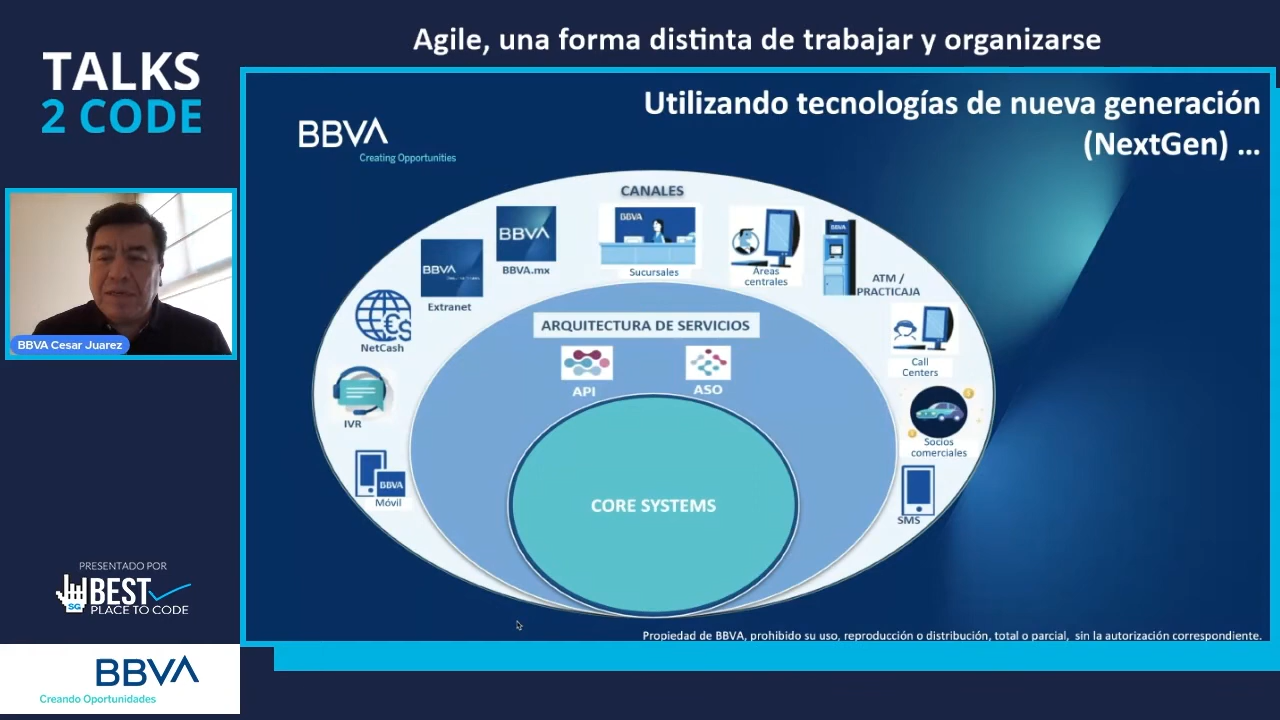 Agile, una forma distinta de trabajar y organizarse
TALKS
2 CODE
BBVA Cesar Juarez
PRESENTADO POR
SG
BEST
PLACE TO CODE
BBVA
Creando Oportunidades
BBVA
Creating Opportunities
Utilizando tecnologías de nueva generación
(NextGen) ...
CANALES
BBVA
BBVA.mx
BBVA
Sucursales
Áreas
centrales
BBVA
ATM /
PRACTICAJA
BBVA
Extranet
NetCash
IVR
BBVA
Móvil
Call
Centers
Socios
comerciales
SMS
ARQUITECTURA DE SERVICIOS
API
ASO
CORE SYSTEMS
Propiedad de BBVA, prohibido su uso, reproducción o distribución, total o parcial, sin la autorización correspondiente.